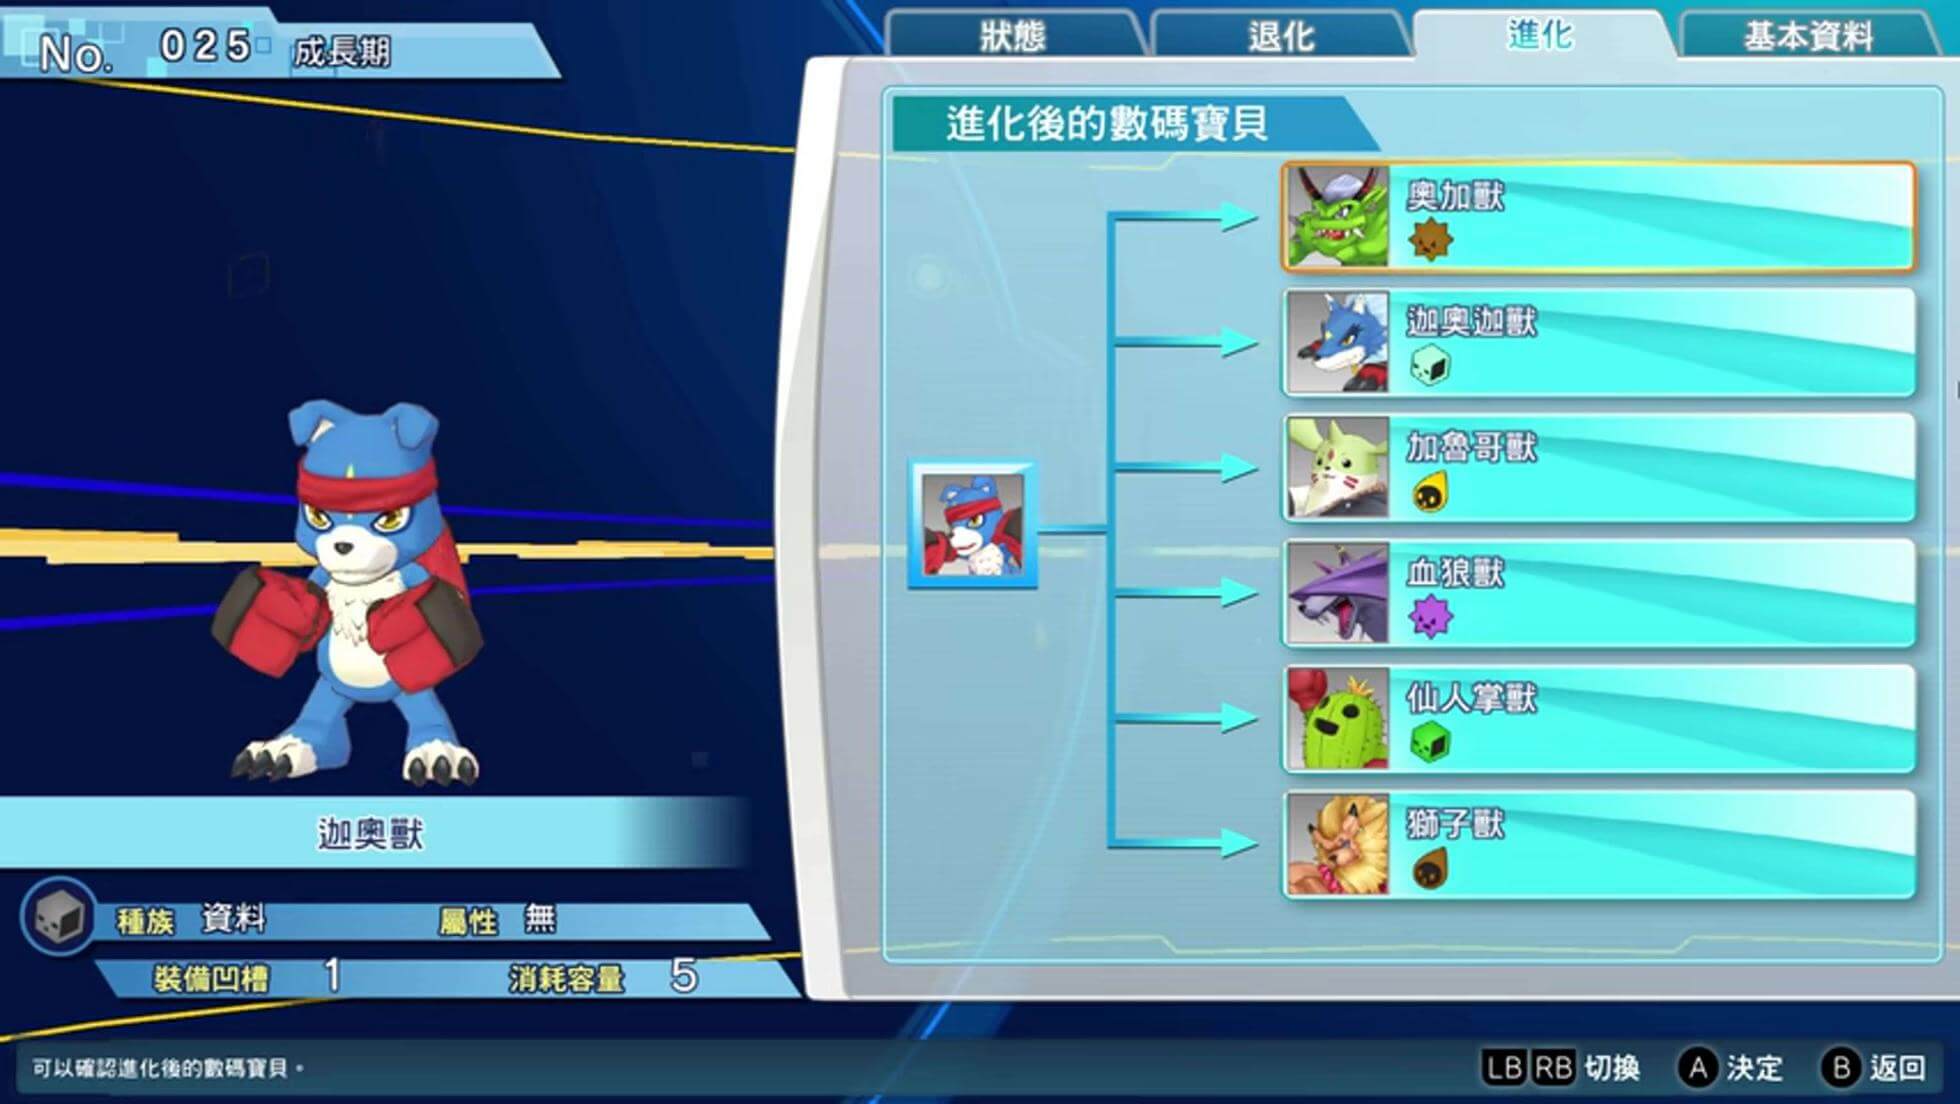 No. 025 成長期
狀態
退化
進化
基本資料
進化後的數碼寶貝
奧加獸
迦奧迦獸
加魯哥獸
血狼獸
仙人掌獸
獅子獸
迦奧獸
種族 資料 屬性 無
裝備凹槽 1 消耗容量 5
可以確認進化後的數碼寶貝。
LB RB 切換 A 決定 B 返回